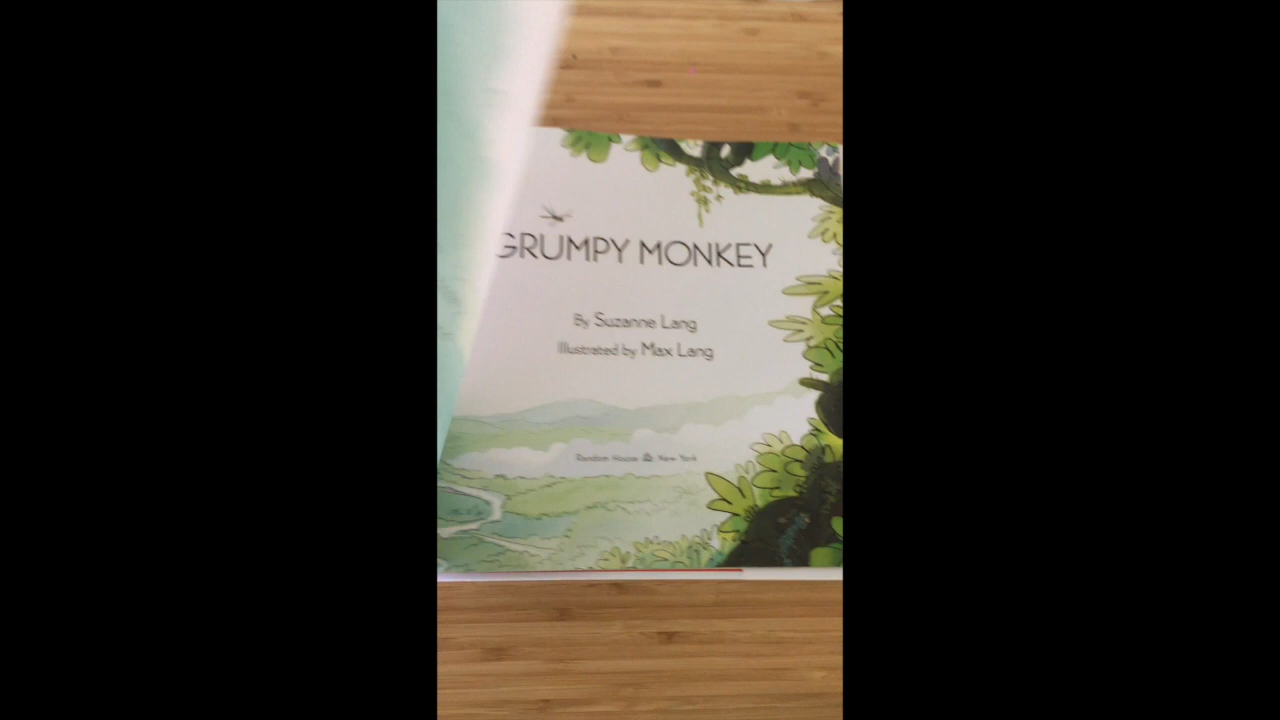 GRUMPY MONKEY
By Suzanne Lang
Illustrated by Max Lang
Random House New York